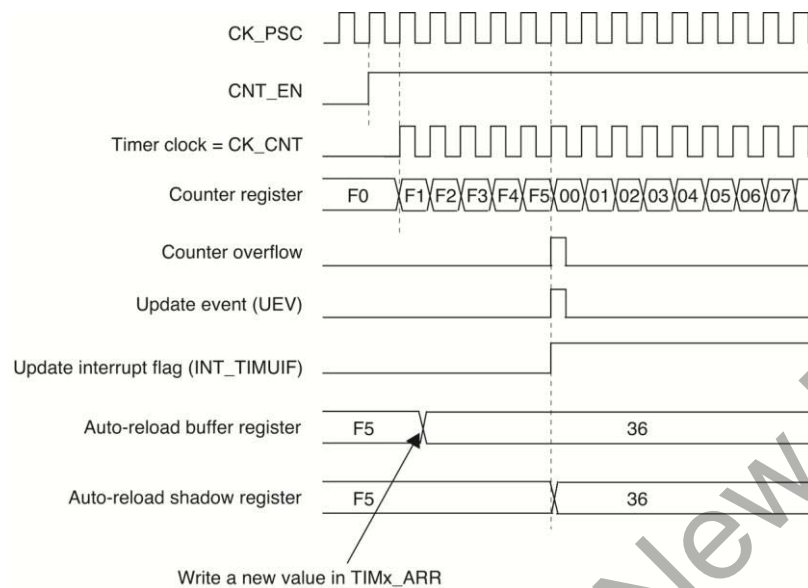 CK_PSC
CNT_EN
Timer clock = CK_CNT
Counter register F0 F1 F2 F3 F4 F5 00 01 02 03 04 05 06 07
Counter overflow
Update event (UEV)
Update interrupt flag (INT_TIMUIF)
Auto-reload buffer register F5 36
Auto-reload shadow register F5 36
Write a new value in TIMx_ARR
New